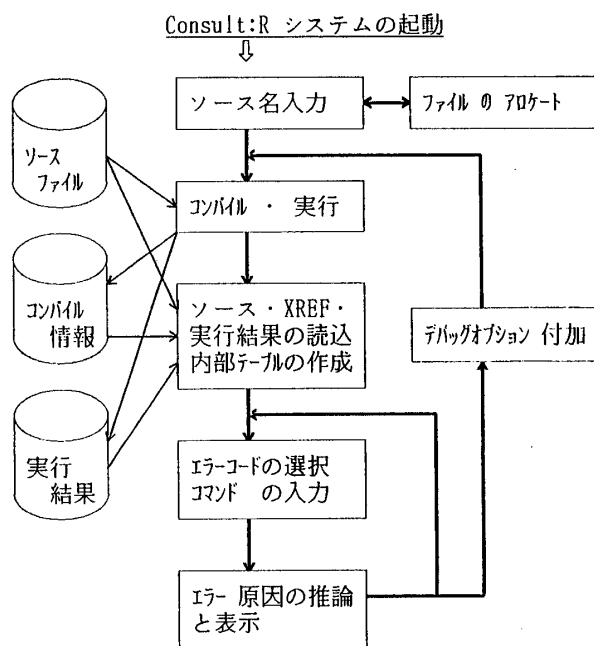 Consult:R システムの起動
ソース名入力
ファイル の アロケート
ソース
ファイル
コンパイル ・ 実行
コンパイル
情報
ソース・XREF・
実行結果の読込
内部テーブルの作成
デバッグオプション 付加
実行
結果
エラーコードの選択
コマンド の入力
エラー 原因の推論
と表示